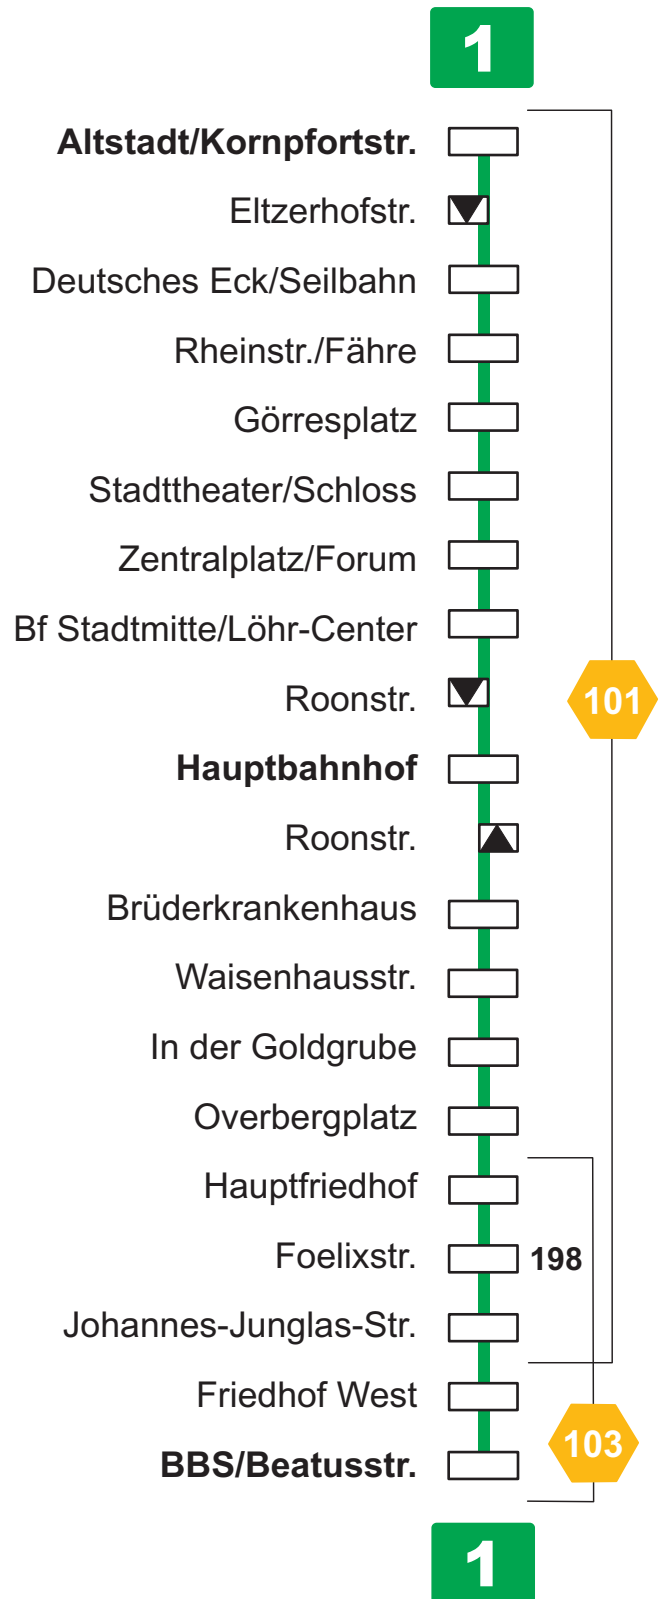 1
Altstadt/Kornpfortstr.
Eltzerhofstr.
Deutsches Eck/Seilbahn
Rheinstr./Fähre
Görresplatz
Stadttheater/Schloss
Zentralplatz/Forum
Bf Stadtmitte/Löhr-Center
Roonstr.
101
Hauptbahnhof
Roonstr.
Brüderkrankenhaus
Waisenhausstr.
In der Goldgrube
Overbergplatz
Hauptfriedhof
Foelixstr. 198
Johannes-Junglas-Str.
Friedhof West
103
BBS/Beatusstr.
1